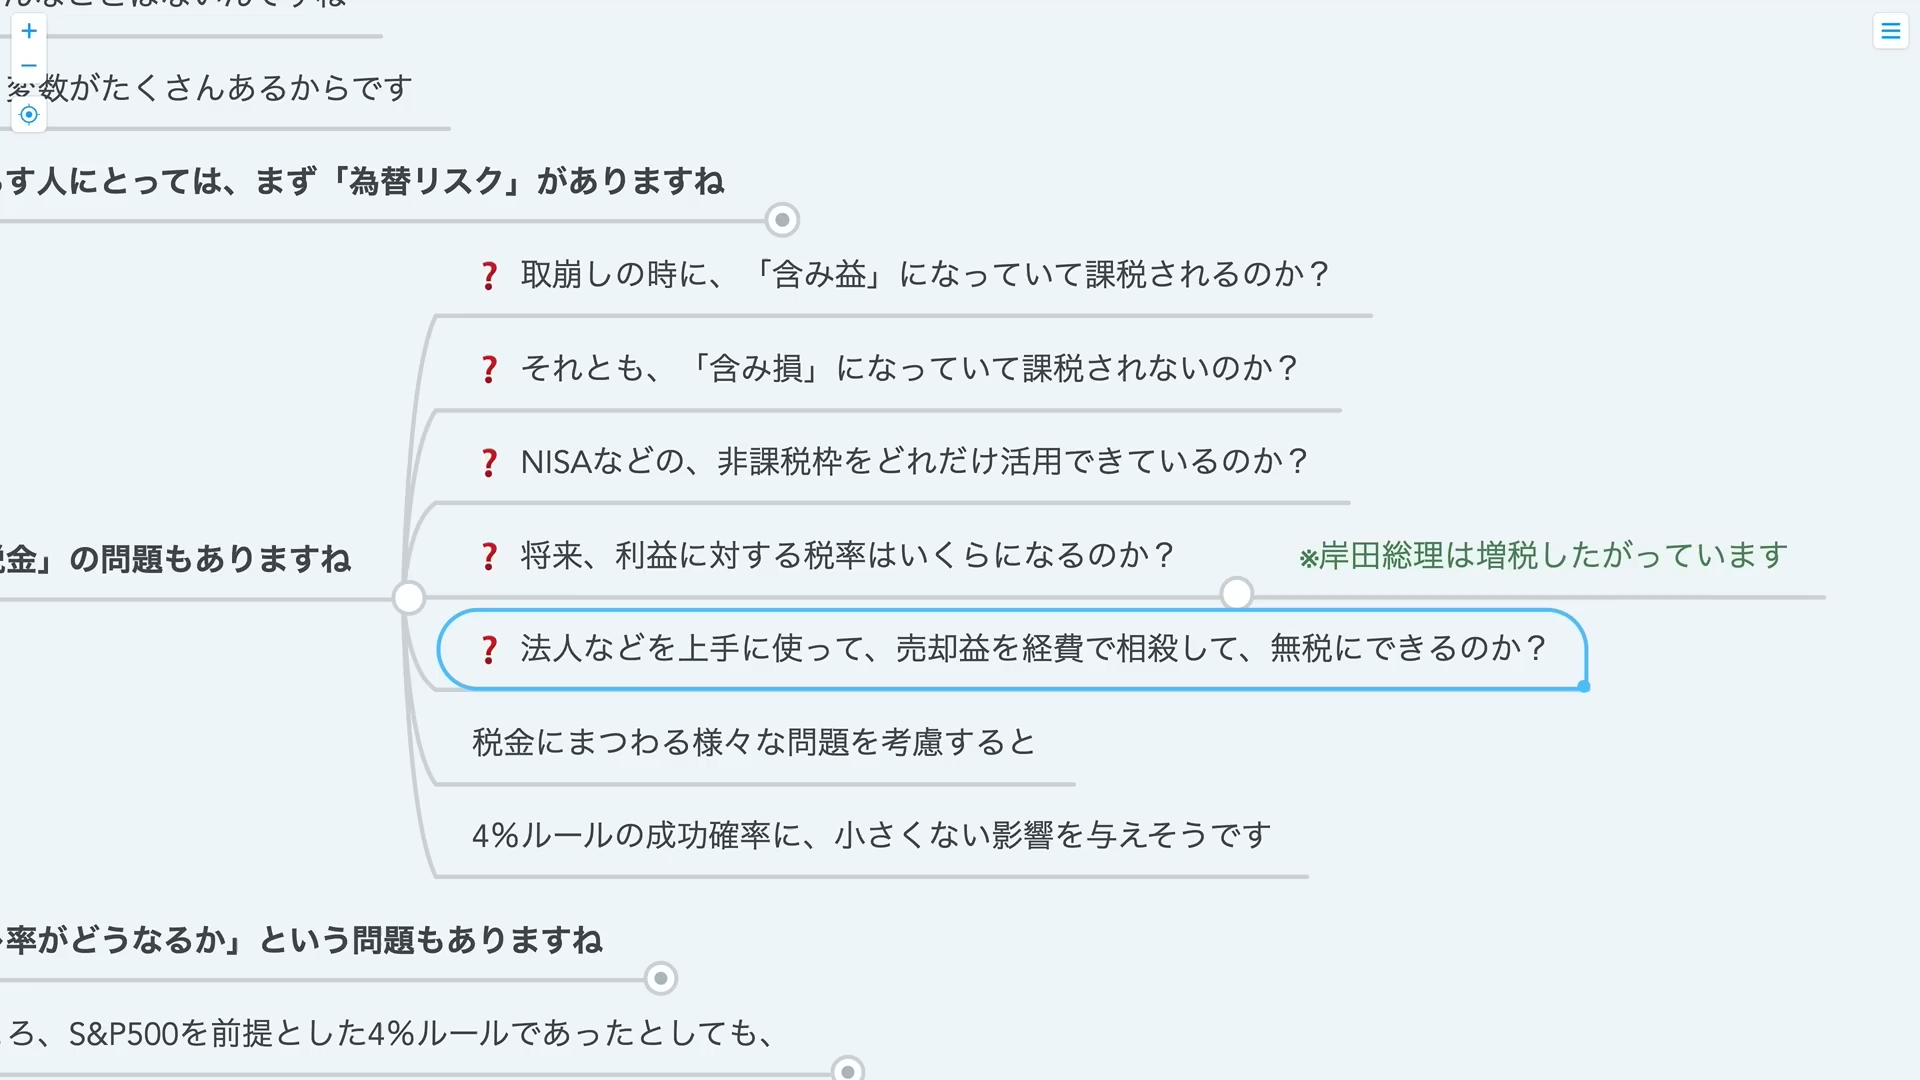 変数がたくさんあるからです
す人にとっては、まず「為替リスク」がありますね
❓ 取崩しの時に、「含み益」になっていて課税されるのか？
❓ それとも、「含み損」になっていて課税されないのか？
❓ NISAなどの、非課税枠をどれだけ活用できているのか？
金」の問題もありますね
❓ 将来、利益に対する税率はいくらになるのか？
※岸田総理は増税したがっています
❓ 法人などを上手に使って、売却益を経費で相殺して、無税にできるのか？
税金にまつわる様々な問題を考慮すると
4%ルールの成功確率に、小さくない影響を与えそうです
率がどうなるか」という問題もありますね
ろ、S&P500を前提とした4%ルールであったとしても、